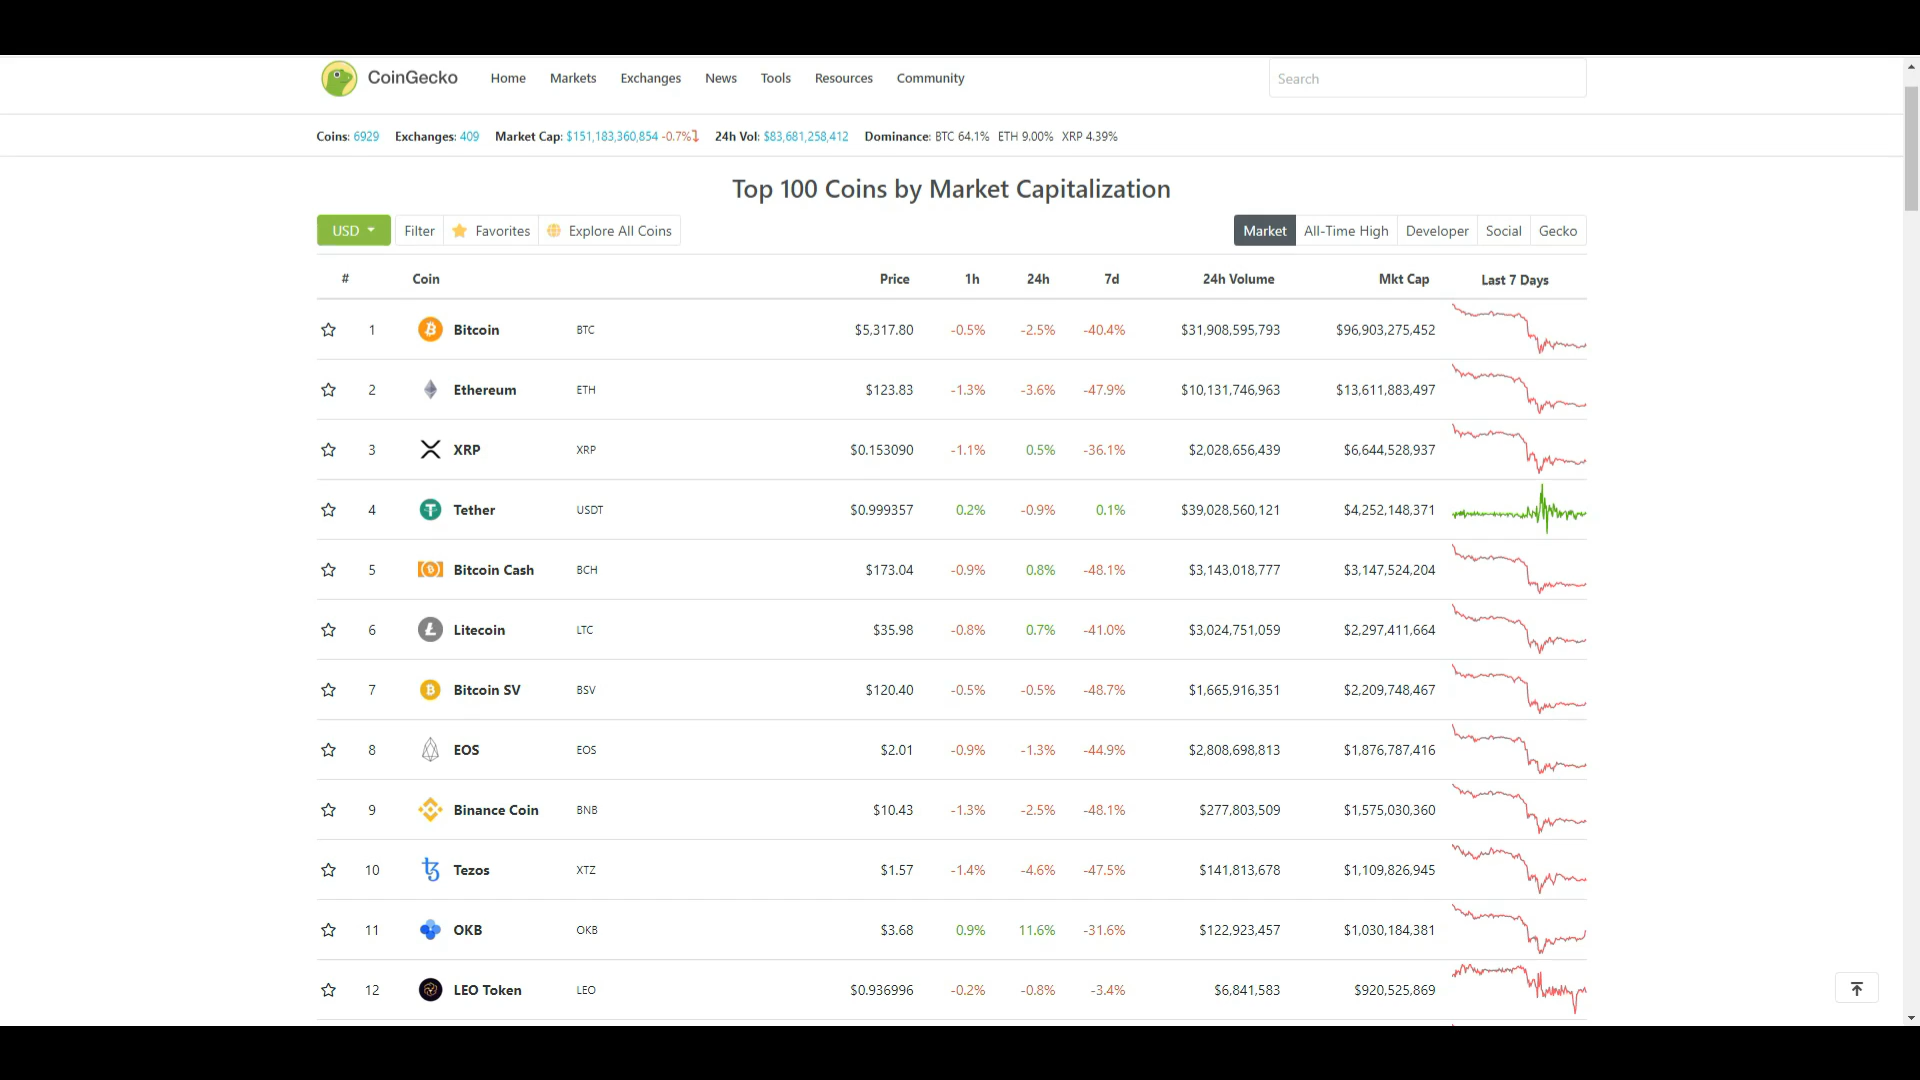 CoinGecko Home Markets Exchanges News Tools Resources Community Search
Coins: 6929 Exchanges: 409 Market Cap: $151,183,360,854 -0.7% 24h Vol: $83,681,258,412 Dominance: BTC 64.1% ETH 9.00% XRP 4.39%
Top 100 Coins by Market Capitalization
USD Filter Favorites Explore All Coins Market All-Time High Developer Social Gecko
# Coin Price 1h 24h 7d 24h Volume Mkt Cap Last 7 Days
1 Bitcoin BTC $5,317.80 -0.5% -2.5% -40.4% $31,908,595,793 $96,903,275,452
2 Ethereum ETH $123.83 -1.3% -3.6% -47.9% $10,131,746,963 $13,611,883,497
3 XRP XRP $0.153090 -1.1% 0.5% -36.1% $2,028,656,439 $6,644,528,937
4 Tether USDT $0.999357 0.2% -0.9% 0.1% $39,028,560,121 $4,252,148,371
5 Bitcoin Cash BCH $173.04 -0.9% 0.8% -48.1% $3,143,018,777 $3,147,524,204
6 Litecoin LTC $35.98 -0.8% 0.7% -41.0% $3,024,751,059 $2,297,411,664
7 Bitcoin SV BSV $120.40 -0.5% -0.5% -48.7% $1,665,916,351 $2,209,748,467
8 EOS EOS $2.01 -0.9% -1.3% -44.9% $2,808,698,813 $1,876,787,416
9 Binance Coin BNB $10.43 -1.3% -2.5% -48.1% $277,803,509 $1,575,030,360
10 Tezos XTZ $1.57 -1.4% -4.6% -47.5% $141,813,678 $1,109,826,945
11 OKB OKB $3.68 0.9% 11.6% -31.6% $122,923,457 $1,030,184,381
12 LEO Token LEO $0.936996 -0.2% -0.8% -3.4% $6,841,583 $920,525,869